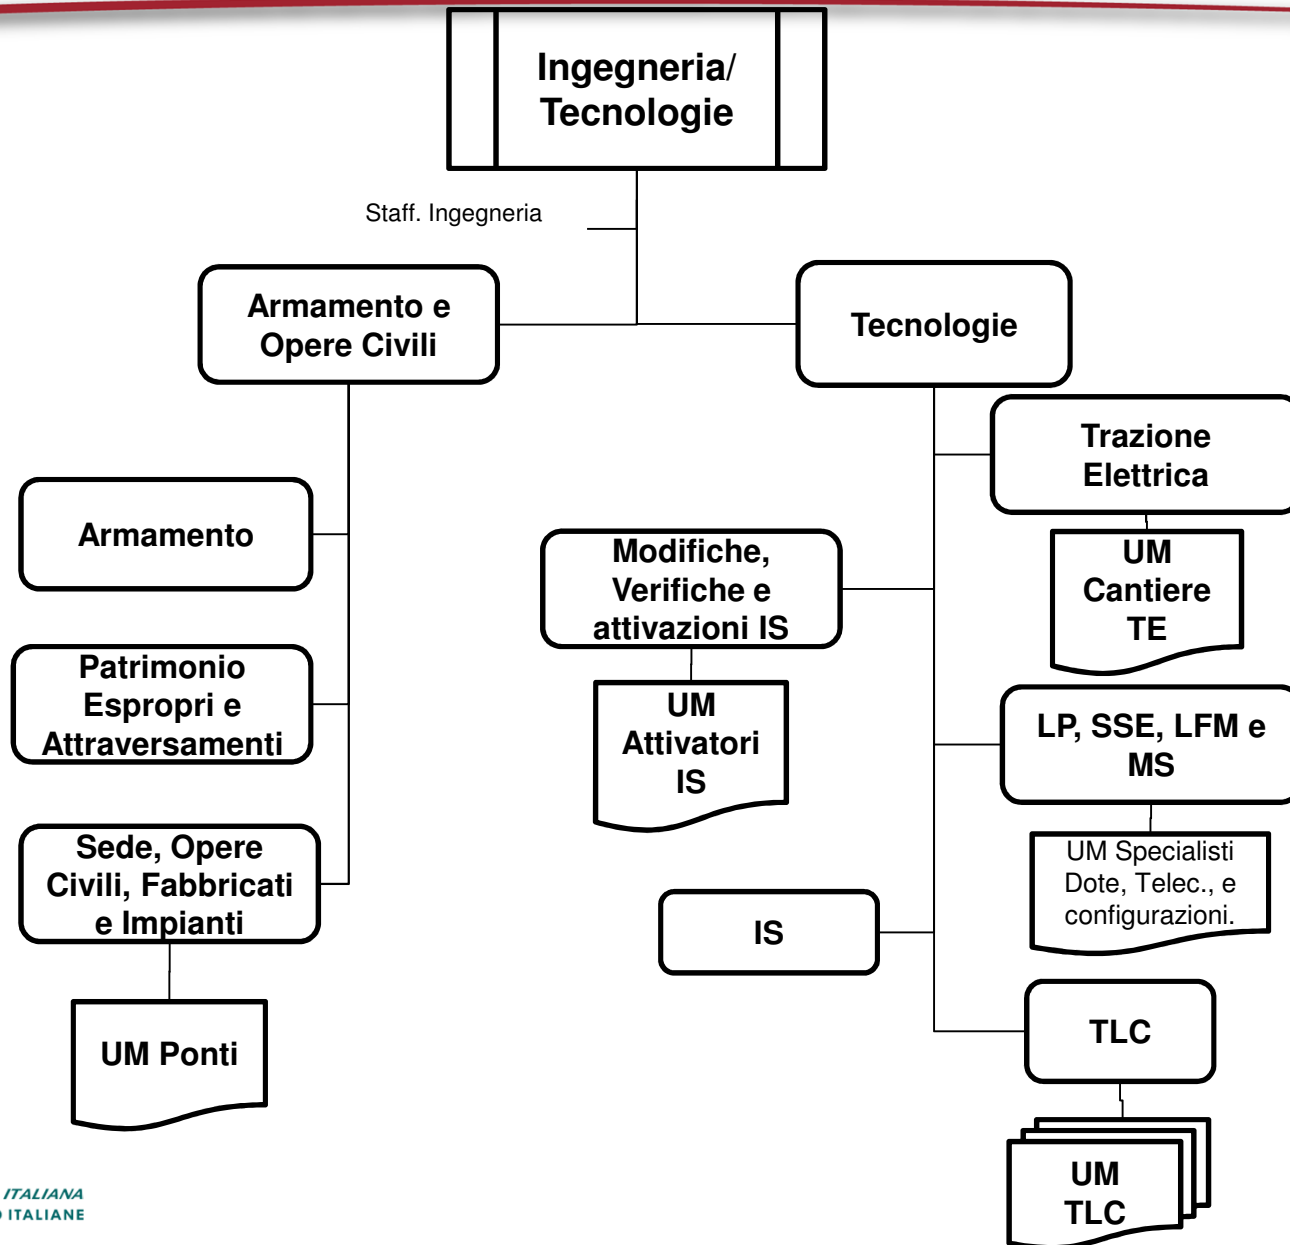 Ingegneria/
Tecnologie
Staff. Ingegneria
Armamento e
Opere Civili
Tecnologie
Trazione
Elettrica
Armamento
Modifiche,
Verifiche e
attivazioni IS
UM
Cantiere
TE
Patrimonio
Espropri e
Attraversamenti
UM
Attivatori
IS
LP, SSE, LFM e
MS
Sede, Opere
Civili, Fabbricati
e Impianti
UM Specialisti
Dote, Telec., e
configurazioni.
IS
UM Ponti
TLC
UM
TLC
ITALIANA
ITALIANE